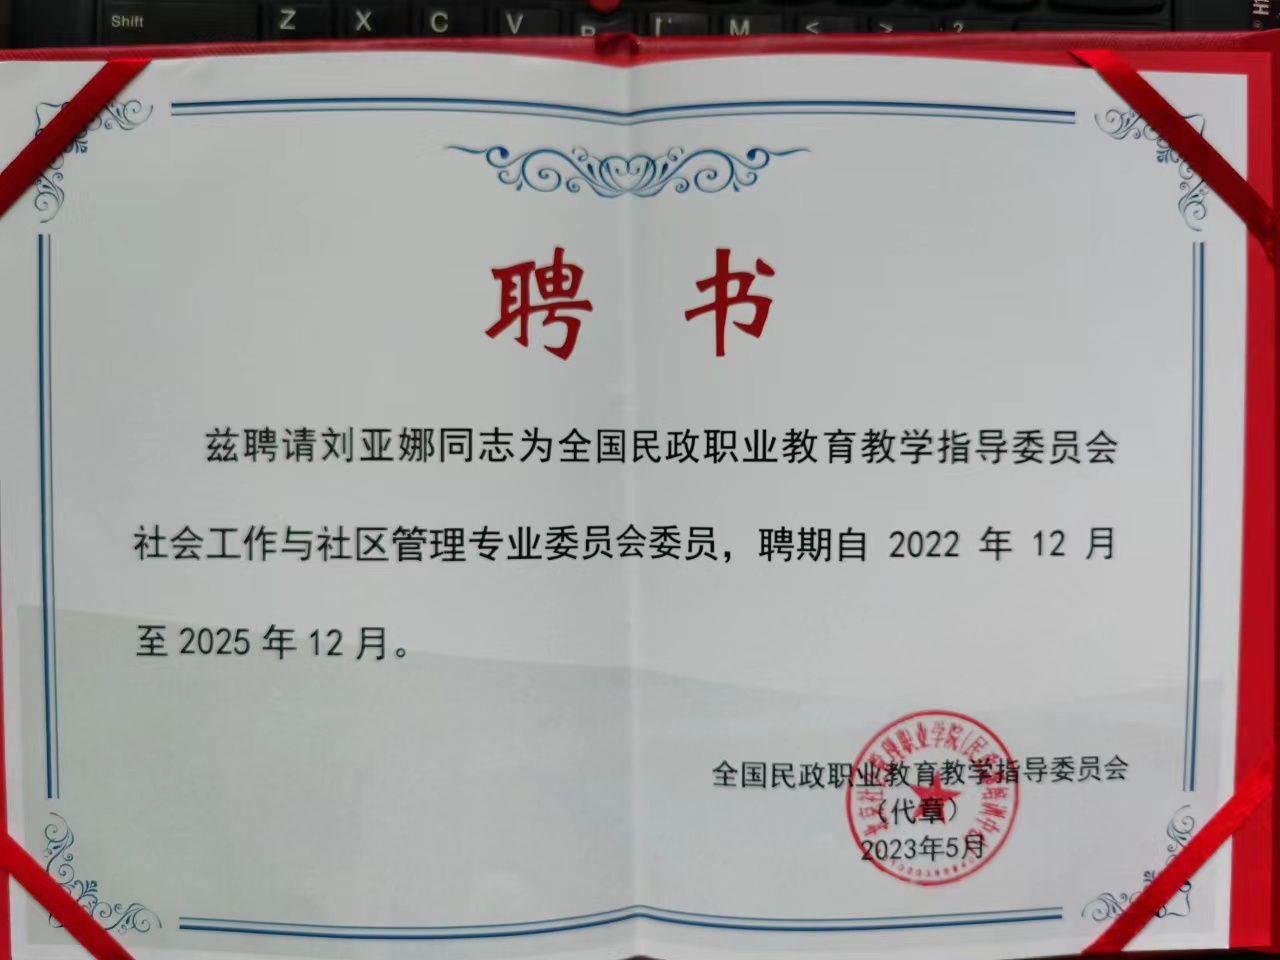 Shift Z X C V B M < > ?
聘书
兹聘请刘亚娜同志为全国民政职业教育教学指导委员会
社会工作与社区管理专业委员会委员，聘期自 2022 年 12 月
至 2025 年 12 月。
全国民政职业教育教学指导委员会
（代章）
2023年5月